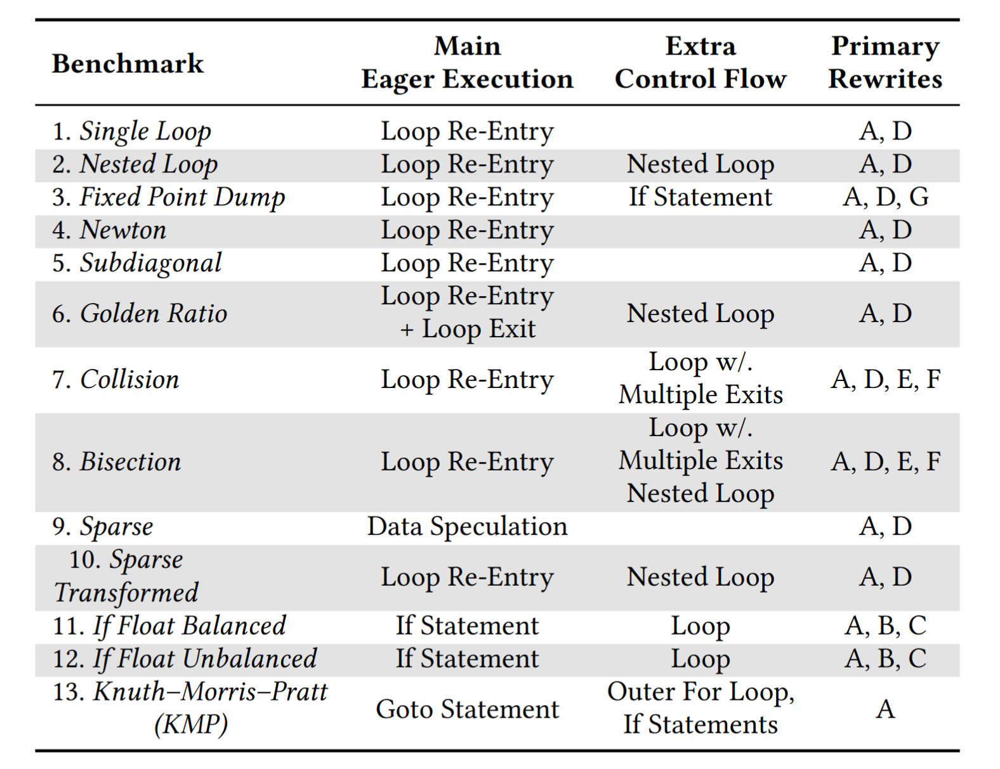 Benchmark Main Eager Execution Extra Control Flow Primary Rewrites
1. Single Loop Loop Re-Entry A, D
2. Nested Loop Loop Re-Entry Nested Loop A, D
3. Fixed Point Dump Loop Re-Entry If Statement A, D, G
4. Newton Loop Re-Entry A, D
5. Subdiagonal Loop Re-Entry A, D
6. Golden Ratio Loop Re-Entry + Loop Exit Nested Loop A, D
7. Collision Loop Re-Entry Loop w/. Multiple Exits A, D, E, F
8. Bisection Loop Re-Entry Loop w/. Multiple Exits Nested Loop A, D, E, F
9. Sparse Data Speculation A, D
10. Sparse Transformed Loop Re-Entry Nested Loop A, D
11. If Float Balanced If Statement Loop A, B, C
12. If Float Unbalanced If Statement Loop A, B, C
13. Knuth–Morris–Pratt (KMP) Goto Statement Outer For Loop, If Statements A